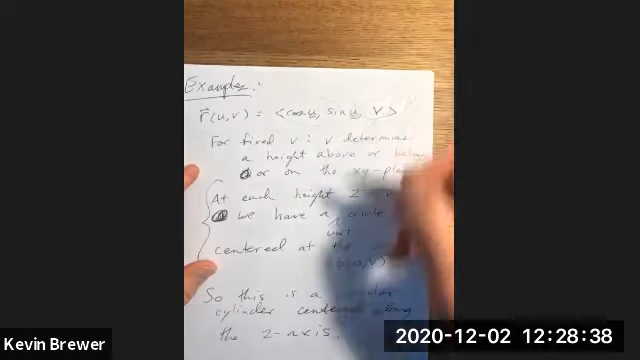 Examples:
r(u,v) = <cos u, sin u, v>
For fixed v : v determine
a height above or below
or on the xy-pla
At each height z v
we have a circle
unit
centered at the
So this is a
cylinder centered along
the z-axis.
Kevin Brewer
2020-12-02 12:28:38